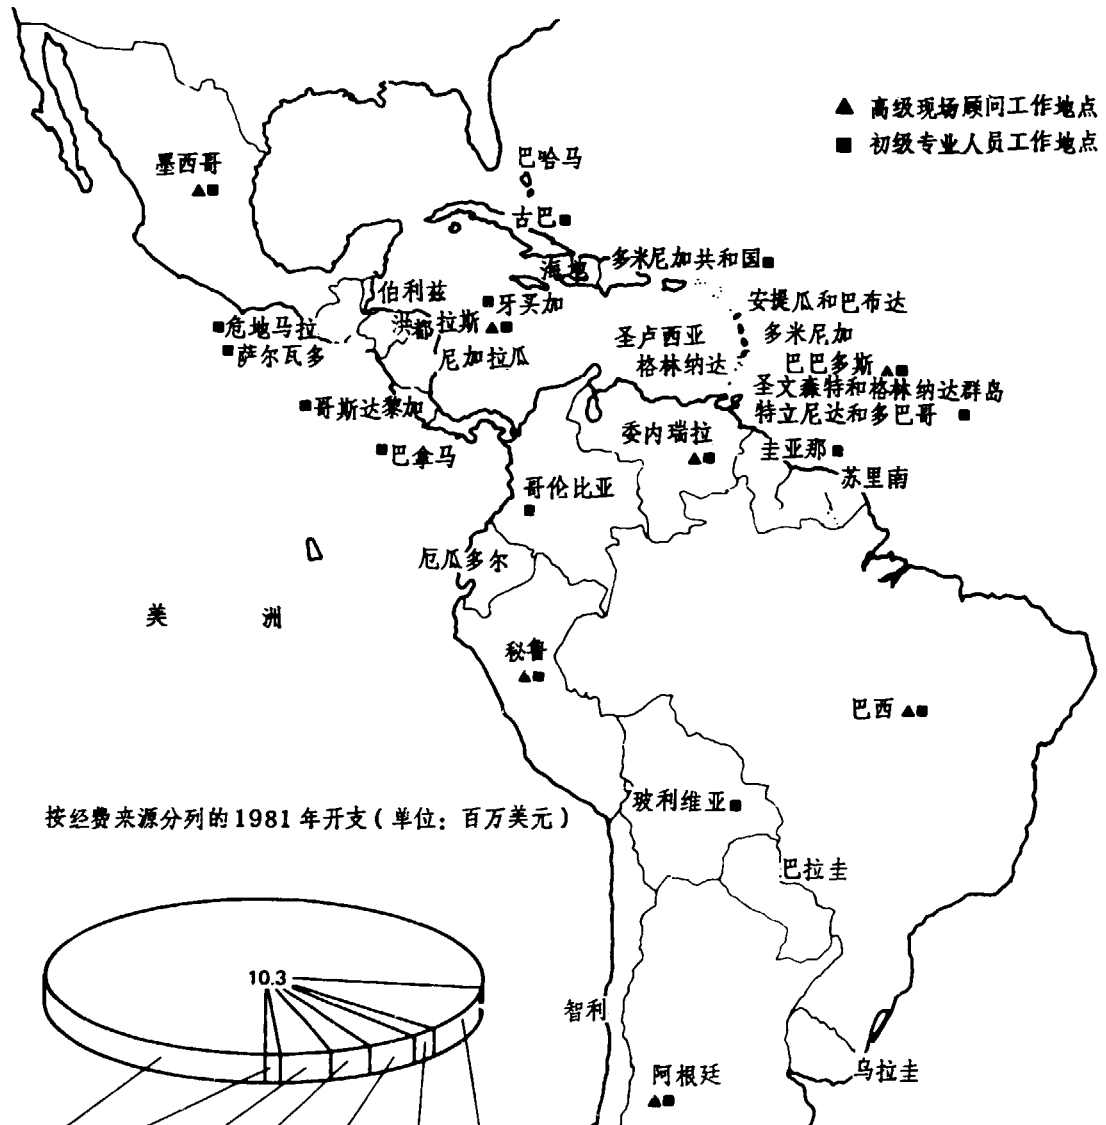 ▲ 高级现场顾问工作地点
■ 初级专业人员工作地点
墨西哥
▲■
巴哈马
古巴■
海地
多米尼加共和国■
伯利兹
■牙买加
安提瓜和巴布达
■危地马拉
洪都拉斯▲■
圣卢西亚
多米尼加
■萨尔瓦多
尼加拉瓜
格林纳达
巴巴多斯▲■
圣文森特和格林纳达群岛
■哥斯达黎加
特立尼达和多巴哥 ■
委内瑞拉
▲■
■巴拿马
圭亚那■
苏里南
哥伦比亚
■
厄瓜多尔
美 洲
秘鲁
▲■
巴西▲■
玻利维亚■
按经费来源分列的1981年开支(单位:百万美元)
巴拉圭
10.3
智利
阿根廷
▲■
乌拉圭